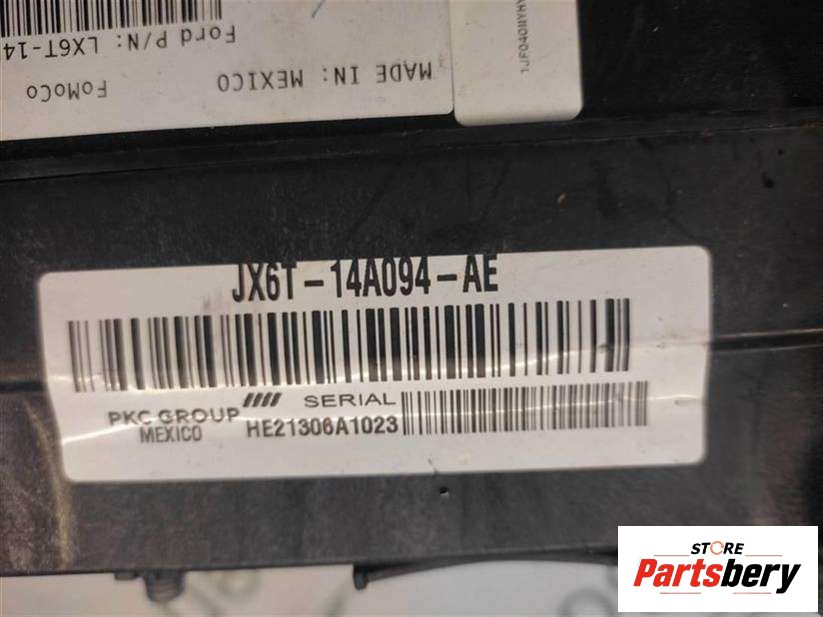 Ford P/N: LX6T-14
FoMoCo
MADE IN: MEXICO
JX6T-14A094-AE
SERIAL
PKC GROUP
MEXICO
HE21306A1023
STORE
Partsbery